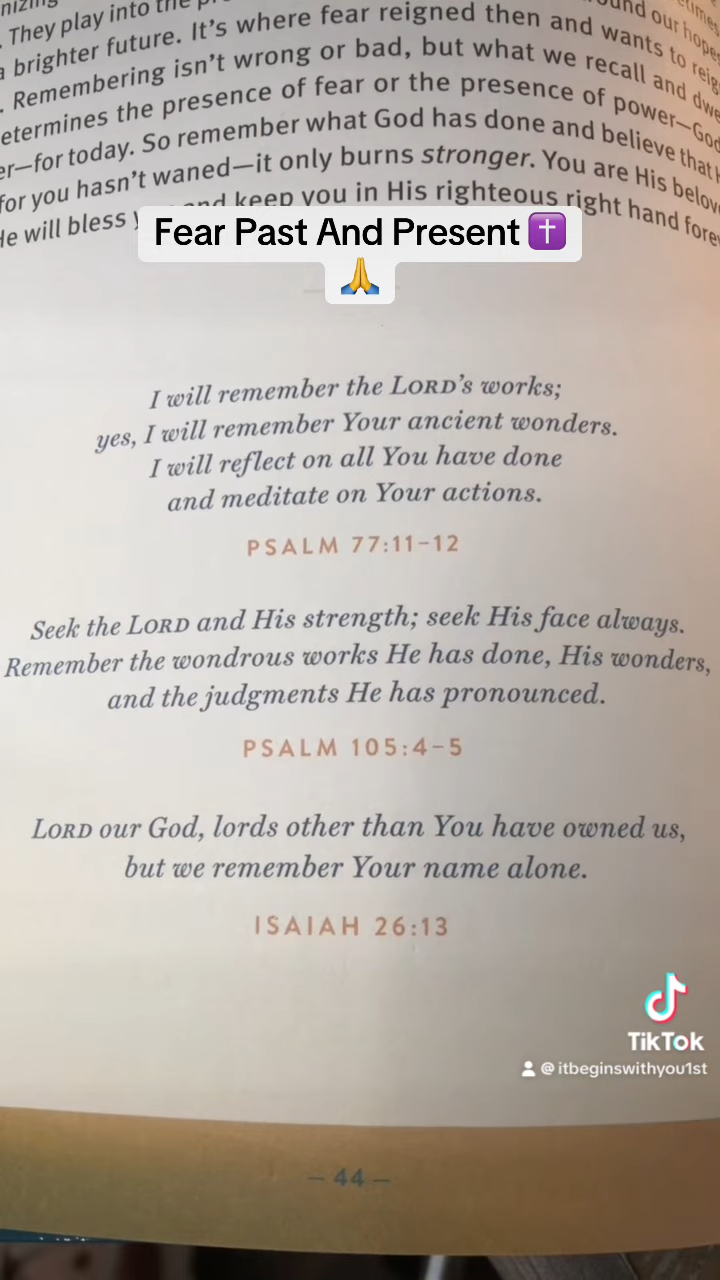 . They play into the
a brighter future. It’s where fear reigned then and wants to reig
. Remembering isn’t wrong or bad, but what we recall and dwe
etermines the presence of fear or the presence of power—God
er—for today. So remember what God has done and believe that H
for you hasn’t waned—it only burns stronger. You are His belov
He will bless and keep you in His righteous right hand fore
Fear Past And Present ✝️
🙏
I will remember the LORD’s works;
yes, I will remember Your ancient wonders.
I will reflect on all You have done
and meditate on Your actions.
PSALM 77:11–12
Seek the LORD and His strength; seek His face always.
Remember the wondrous works He has done, His wonders,
and the judgments He has pronounced.
PSALM 105:4–5
LORD our God, lords other than You have owned us,
but we remember Your name alone.
ISAIAH 26:13
TikTok
@itbeginswithyou1st
– 44 –